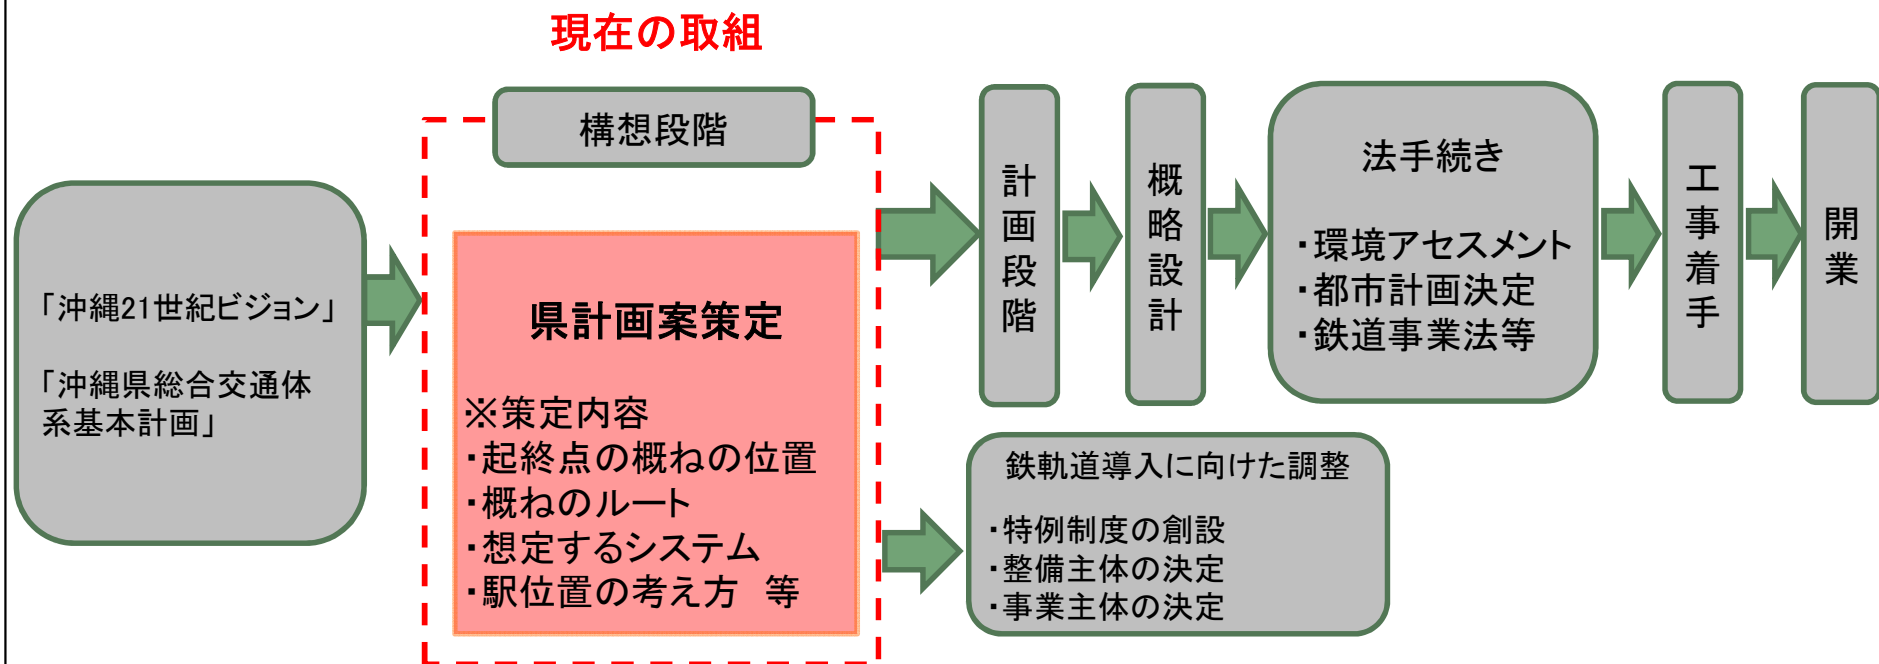 現在の取組
「沖縄21世紀ビジョン」
「沖縄県総合交通体
系基本計画」
構想段階
県計画案策定
※策定内容
・起終点の概ねの位置
・概ねのルート
・想定するシステム
・駅位置の考え方　等
計画段階
概略設計
法手続き
・環境アセスメント
・都市計画決定
・鉄道事業法等
工事着手
開業
鉄軌道導入に向けた調整
・特例制度の創設
・整備主体の決定
・事業主体の決定